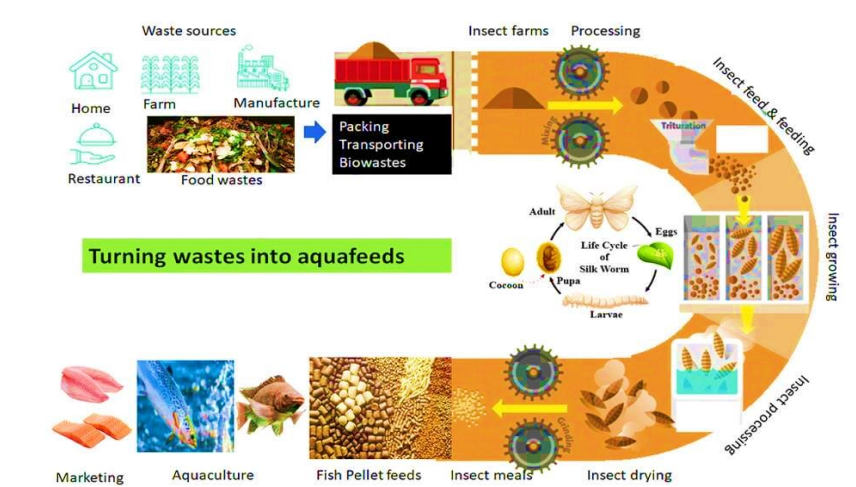 Waste sources
Insect farms
Processing
Home
Farm
Manufacture
Restaurant
Food wastes
Packing
Transporting
Biowastes
Mixing
Trituration
Insect feed & feeding
Turning wastes into aquafeeds
Adult
Eggs
Life Cycle
of
Silk Worm
Cocoon
Pupa
Larvae
Insect growing
Insect processing
Grinding
Marketing
Aquaculture
Fish Pellet feeds
Insect meals
Insect drying